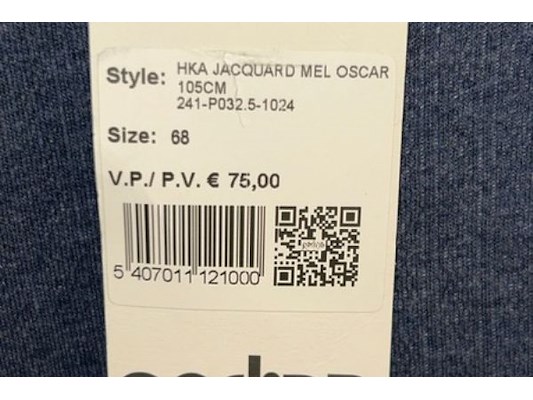 Style: HKA JACQUARD MEL OSCAR
105CM
241-P032.5-1024
Size: 68
V.P./ P.V. € 75,00
5 407011 121000